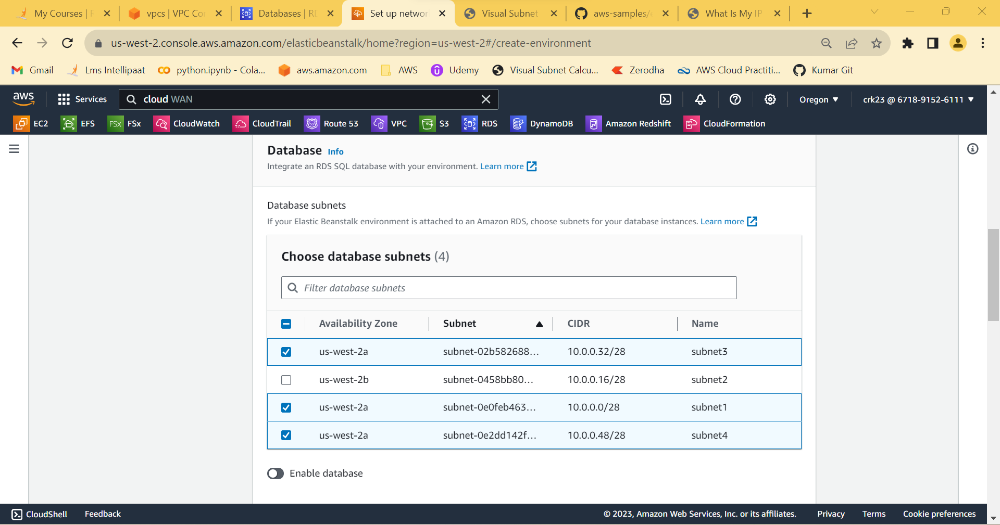 My Courses |
vpcs | VPC Co
Databases | RD
Set up networ
Visual Subnet
aws-samples/
What Is My IP
us-west-2.console.aws.amazon.com/elasticbeanstalk/home?region=us-west-2#/create-environment
Gmail
Lms Intellipaat
python.ipynb - Cola...
aws.amazon.com
AWS
Udemy
Visual Subnet Calcu...
Zerodha
AWS Cloud Practiti...
Kumar Git
aws
Services
cloud WAN
Oregon
crk23 @ 6718-9152-6111
EC2
EFS
FSx FSx
CloudWatch
CloudTrail
53 Route 53
VPC
S3
RDS
DynamoDB
Amazon Redshift
CloudFormation
Database Info
Integrate an RDS SQL database with your environment. Learn more
Database subnets
If your Elastic Beanstalk environment is attached to an Amazon RDS, choose subnets for your database instances. Learn more
Choose database subnets (4)
Filter database subnets
Availability Zone Subnet CIDR Name
us-west-2a subnet-02b582688... 10.0.0.32/28 subnet3
us-west-2b subnet-0458bb80... 10.0.0.16/28 subnet2
us-west-2a subnet-0e0feb463... 10.0.0.0/28 subnet1
us-west-2a subnet-0e2dd142f... 10.0.0.48/28 subnet4
Enable database
CloudShell
Feedback
© 2023, Amazon Web Services, Inc. or its affiliates.
Privacy
Terms
Cookie preferences